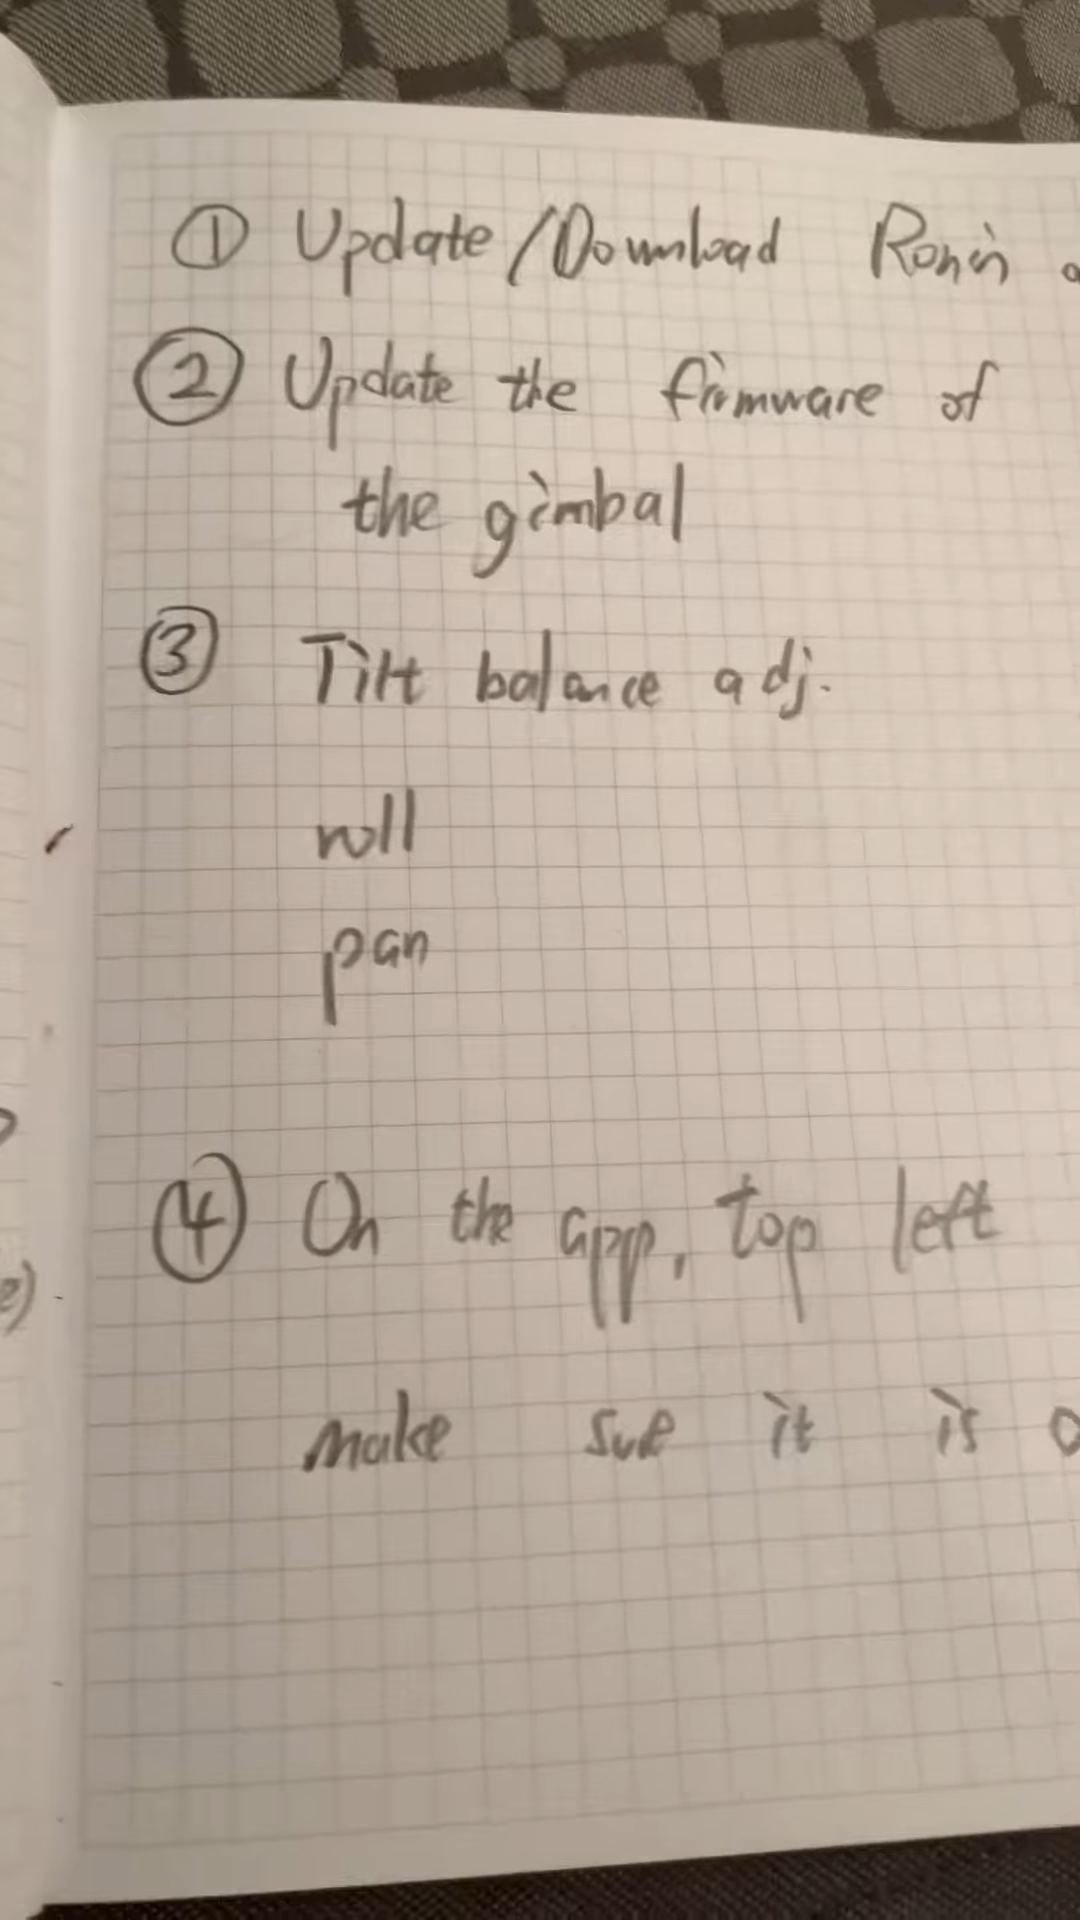 ① Update/Download Ronin
② Update the firmware of
the gimbal
③ Tilt balance adj.
roll
pan
④ On the app, top left
make sure it is